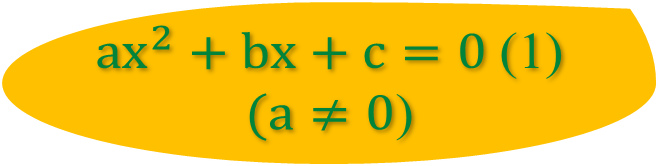 ax² + bx + c = 0 (1)
(a ≠ 0)